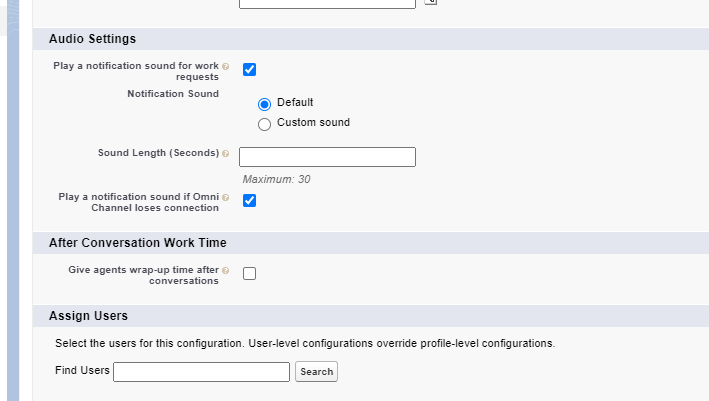 Audio Settings
Play a notification sound for work
requests
Notification Sound
Default
Custom sound
Sound Length (Seconds)
Maximum: 30
Play a notification sound if Omni
Channel loses connection
After Conversation Work Time
Give agents wrap-up time after
conversations
Assign Users
Select the users for this configuration. User-level configurations override profile-level configurations.
Find Users Search